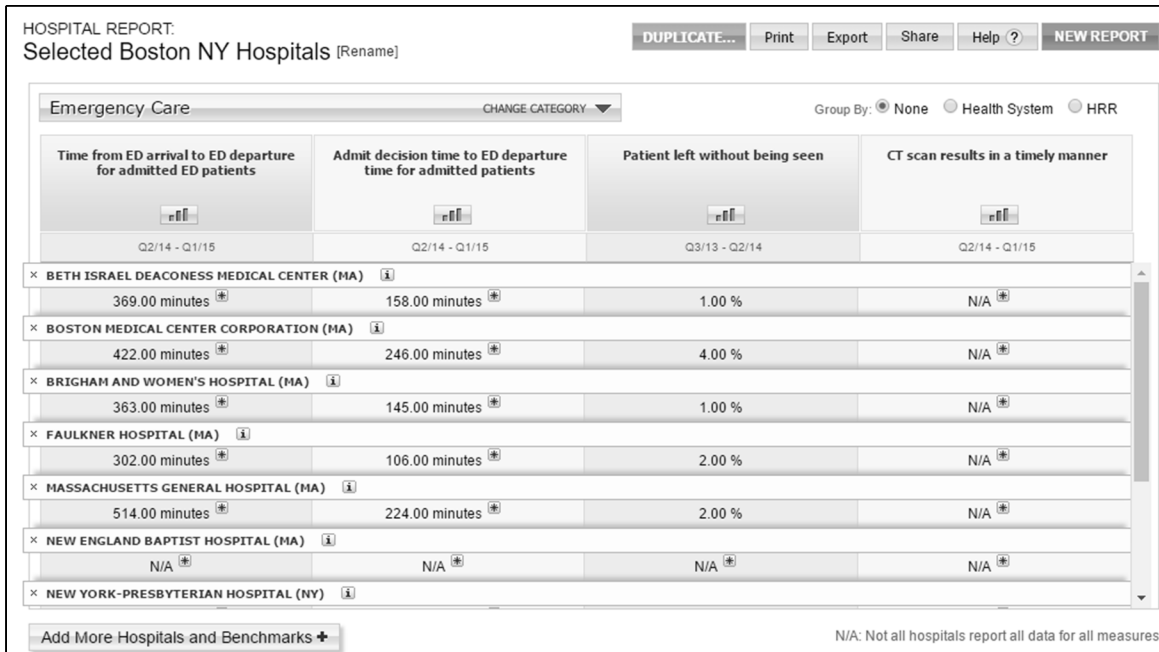 HOSPITAL REPORT:
Selected Boston NY Hospitals [Rename]
DUPLICATE... Print Export Share Help ? NEW REPORT
Emergency Care CHANGE CATEGORY Group By: None Health System HRR
Time from ED arrival to ED departure
for admitted ED patients
Admit decision time to ED departure
time for admitted patients
Patient left without being seen
CT scan results in a timely manner
Q2/14 - Q1/15 Q2/14 - Q1/15 Q3/13 - Q2/14 Q2/14 - Q1/15
× BETH ISRAEL DEACONESS MEDICAL CENTER (MA) i
369.00 minutes * 158.00 minutes * 1.00 % N/A *
× BOSTON MEDICAL CENTER CORPORATION (MA) i
422.00 minutes * 246.00 minutes * 4.00 % N/A *
× BRIGHAM AND WOMEN'S HOSPITAL (MA) i
363.00 minutes * 145.00 minutes * 1.00 % N/A *
× FAULKNER HOSPITAL (MA) i
302.00 minutes * 106.00 minutes * 2.00 % N/A *
× MASSACHUSETTS GENERAL HOSPITAL (MA) i
514.00 minutes * 224.00 minutes * 2.00 % N/A *
× NEW ENGLAND BAPTIST HOSPITAL (MA) i
N/A * N/A * N/A * N/A *
× NEW YORK-PRESBYTERIAN HOSPITAL (NY) i
Add More Hospitals and Benchmarks +
N/A: Not all hospitals report all data for all measures